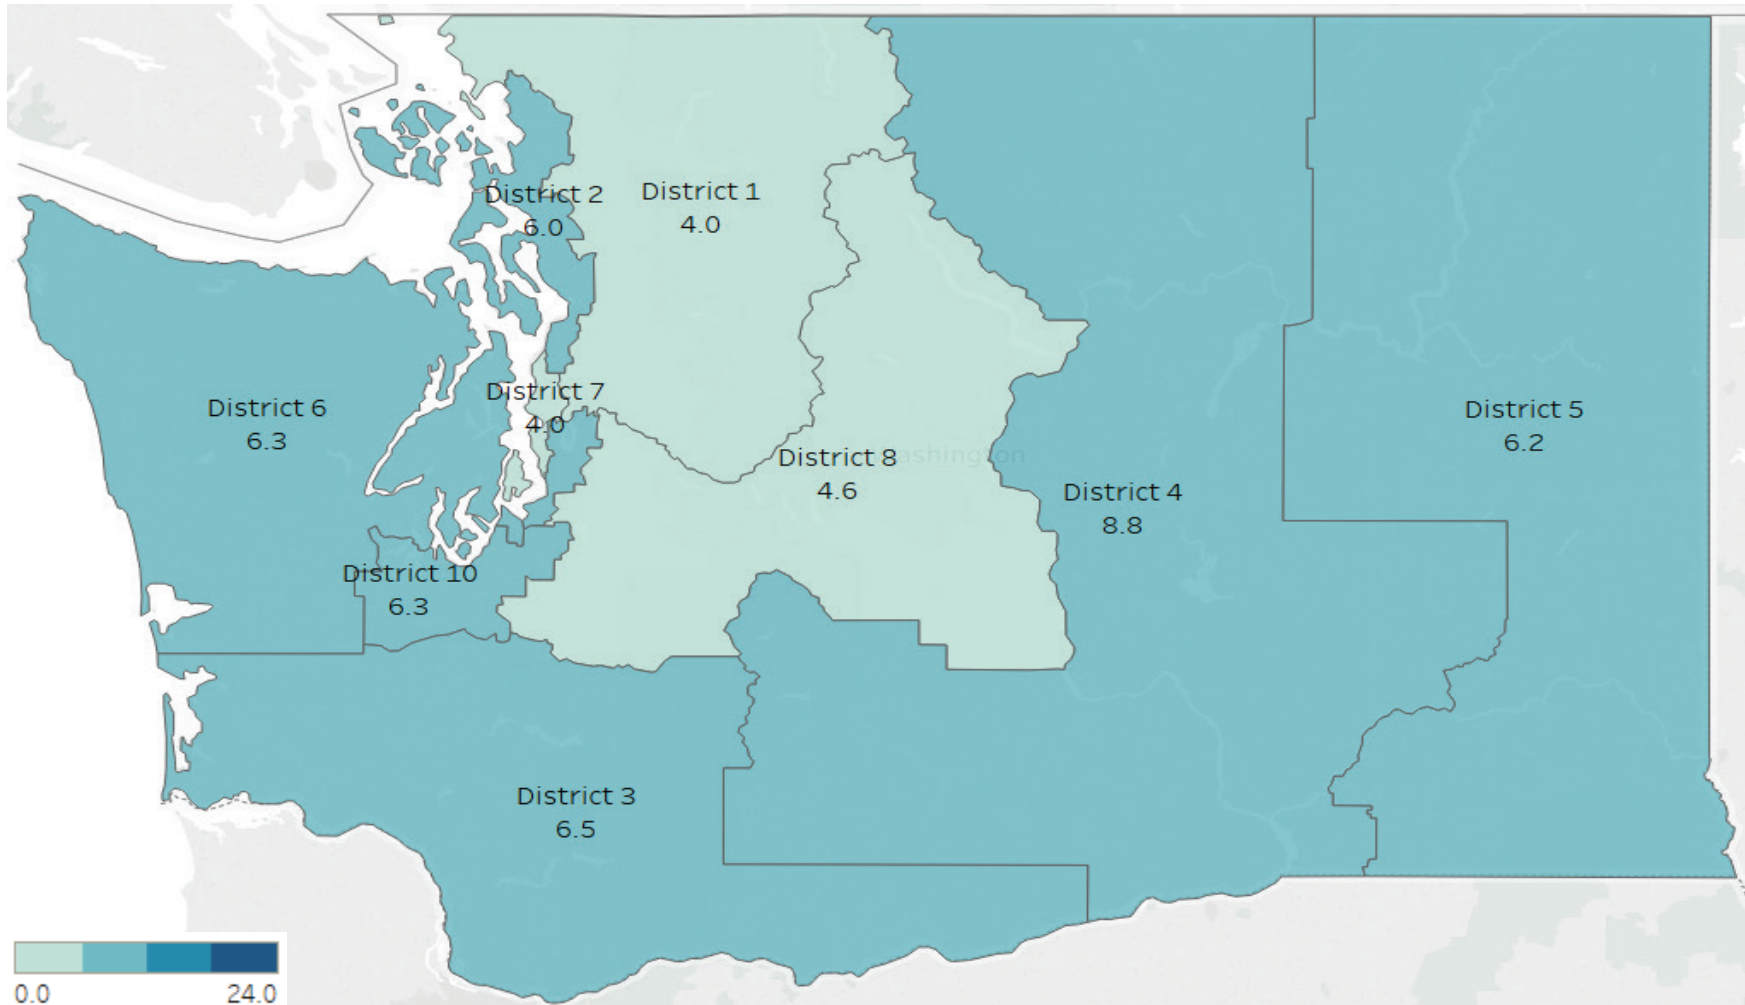 District 2
6.0
District 1
4.0
District 7
4.0
District 6
6.3
District 5
6.2
District 8
4.6
Washington
District 4
8.8
District 10
6.3
District 3
6.5
0.0
24.0